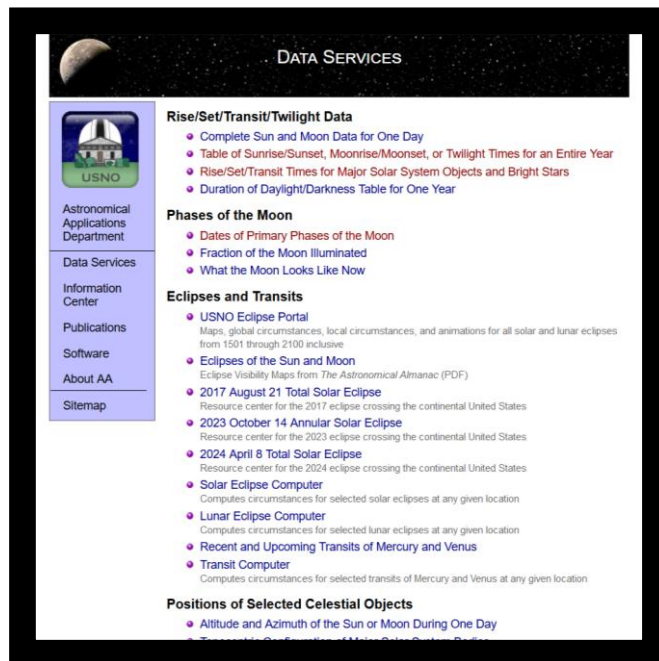 DATA SERVICES
USNO
Astronomical
Applications
Department
Data Services
Information
Center
Publications
Software
About AA
Sitemap
Rise/Set/Transit/Twilight Data
Complete Sun and Moon Data for One Day
Table of Sunrise/Sunset, Moonrise/Moonset, or Twilight Times for an Entire Year
Rise/Set/Transit Times for Major Solar System Objects and Bright Stars
Duration of Daylight/Darkness Table for One Year
Phases of the Moon
Dates of Primary Phases of the Moon
Fraction of the Moon Illuminated
What the Moon Looks Like Now
Eclipses and Transits
USNO Eclipse Portal
Maps, global circumstances, local circumstances, and animations for all solar and lunar eclipses
from 1501 through 2100 inclusive
Eclipses of the Sun and Moon
Eclipse Visibility Maps from The Astronomical Almanac (PDF)
2017 August 21 Total Solar Eclipse
Resource center for the 2017 eclipse crossing the continental United States
2023 October 14 Annular Solar Eclipse
Resource center for the 2023 eclipse crossing the continental United States
2024 April 8 Total Solar Eclipse
Resource center for the 2024 eclipse crossing the continental United States
Solar Eclipse Computer
Computes circumstances for selected solar eclipses at any given location
Lunar Eclipse Computer
Computes circumstances for selected lunar eclipses at any given location
Recent and Upcoming Transits of Mercury and Venus
Transit Computer
Computes circumstances for selected transits of Mercury and Venus at any given location
Positions of Selected Celestial Objects
Altitude and Azimuth of the Sun or Moon During One Day